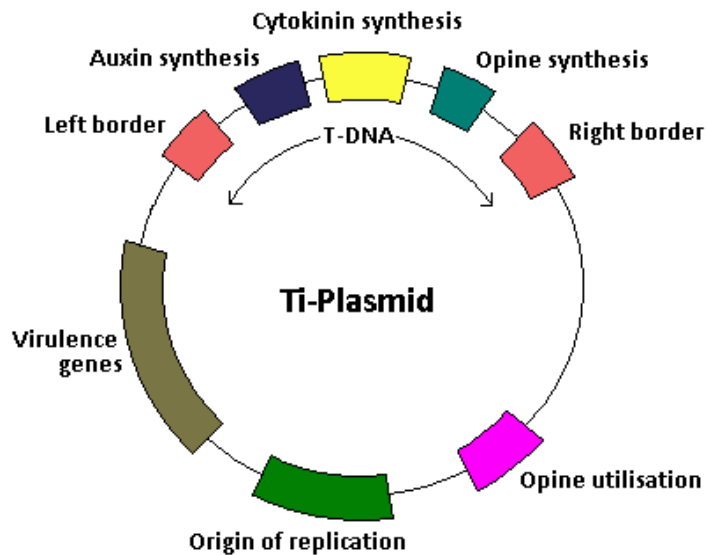 Cytokinin synthesis
Auxin synthesis
Opine synthesis
Left border
T-DNA
Right border
Ti-Plasmid
Virulence
genes
Opine utilisation
Origin of replication